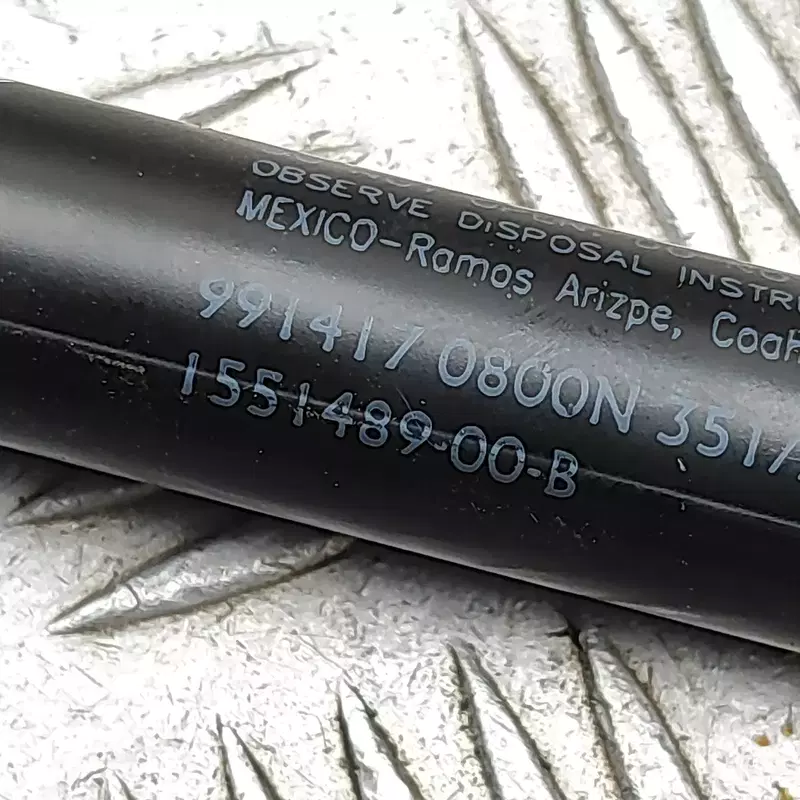 OBSERVE DISPOSAL INSTR
MEXICO-Ramos Arizpe, Coah
991417 0800N 351/
1551489-00-B